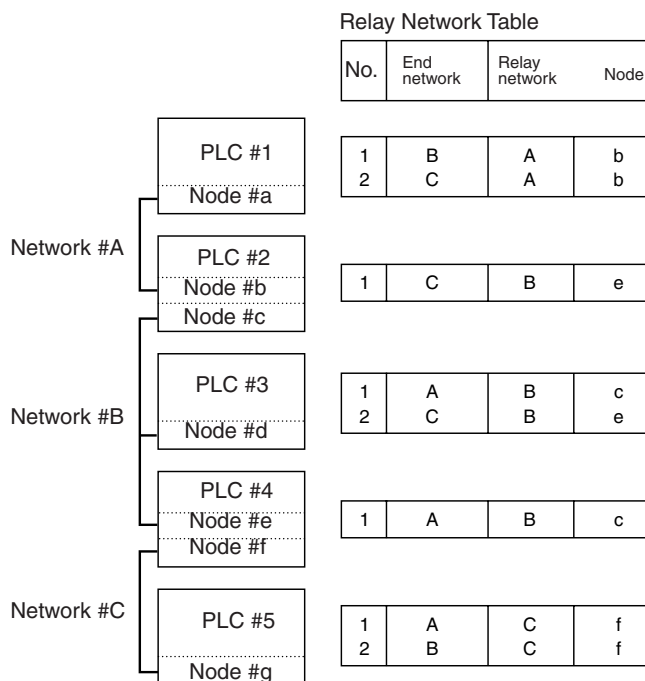 Relay Network Table
No. End network Relay network Node
PLC #1
Node #a
1 B A b
2 C A b
Network #A
PLC #2
Node #b
Node #c
1 C B e
PLC #3
Node #d
1 A B c
2 C B e
Network #B
PLC #4
Node #e
Node #f
1 A B c
Network #C
PLC #5
Node #g
1 A C f
2 B C f